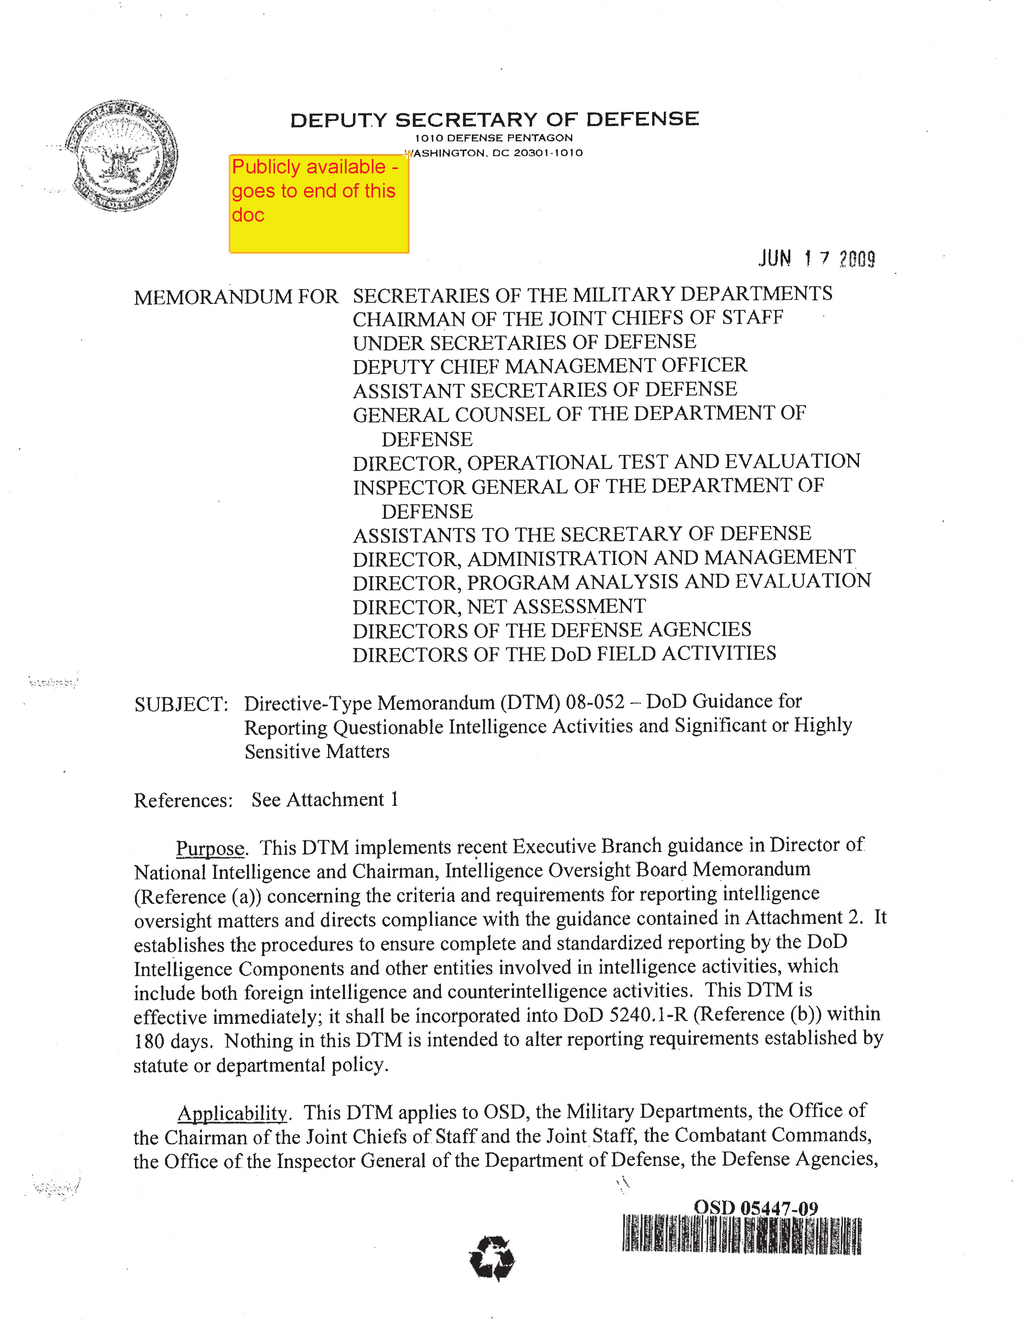 DEPUTY SECRETARY OF DEFENSE
1010 DEFENSE PENTAGON
WASHINGTON, DC 20301-1010
Publicly available -
goes to end of this
doc
JUN 17 2009
MEMORANDUM FOR SECRETARIES OF THE MILITARY DEPARTMENTS
CHAIRMAN OF THE JOINT CHIEFS OF STAFF
UNDER SECRETARIES OF DEFENSE
DEPUTY CHIEF MANAGEMENT OFFICER
ASSISTANT SECRETARIES OF DEFENSE
GENERAL COUNSEL OF THE DEPARTMENT OF
DEFENSE
DIRECTOR, OPERATIONAL TEST AND EVALUATION
INSPECTOR GENERAL OF THE DEPARTMENT OF
DEFENSE
ASSISTANTS TO THE SECRETARY OF DEFENSE
DIRECTOR, ADMINISTRATION AND MANAGEMENT
DIRECTOR, PROGRAM ANALYSIS AND EVALUATION
DIRECTOR, NET ASSESSMENT
DIRECTORS OF THE DEFENSE AGENCIES
DIRECTORS OF THE DoD FIELD ACTIVITIES
SUBJECT: Directive-Type Memorandum (DTM) 08-052 – DoD Guidance for
Reporting Questionable Intelligence Activities and Significant or Highly
Sensitive Matters
References: See Attachment 1
Purpose. This DTM implements recent Executive Branch guidance in Director of
National Intelligence and Chairman, Intelligence Oversight Board Memorandum
(Reference (a)) concerning the criteria and requirements for reporting intelligence
oversight matters and directs compliance with the guidance contained in Attachment 2. It
establishes the procedures to ensure complete and standardized reporting by the DoD
Intelligence Components and other entities involved in intelligence activities, which
include both foreign intelligence and counterintelligence activities. This DTM is
effective immediately; it shall be incorporated into DoD 5240.1-R (Reference (b)) within
180 days. Nothing in this DTM is intended to alter reporting requirements established by
statute or departmental policy.
Applicability. This DTM applies to OSD, the Military Departments, the Office of
the Chairman of the Joint Chiefs of Staff and the Joint Staff, the Combatant Commands,
the Office of the Inspector General of the Department of Defense, the Defense Agencies,
OSD 05447-09